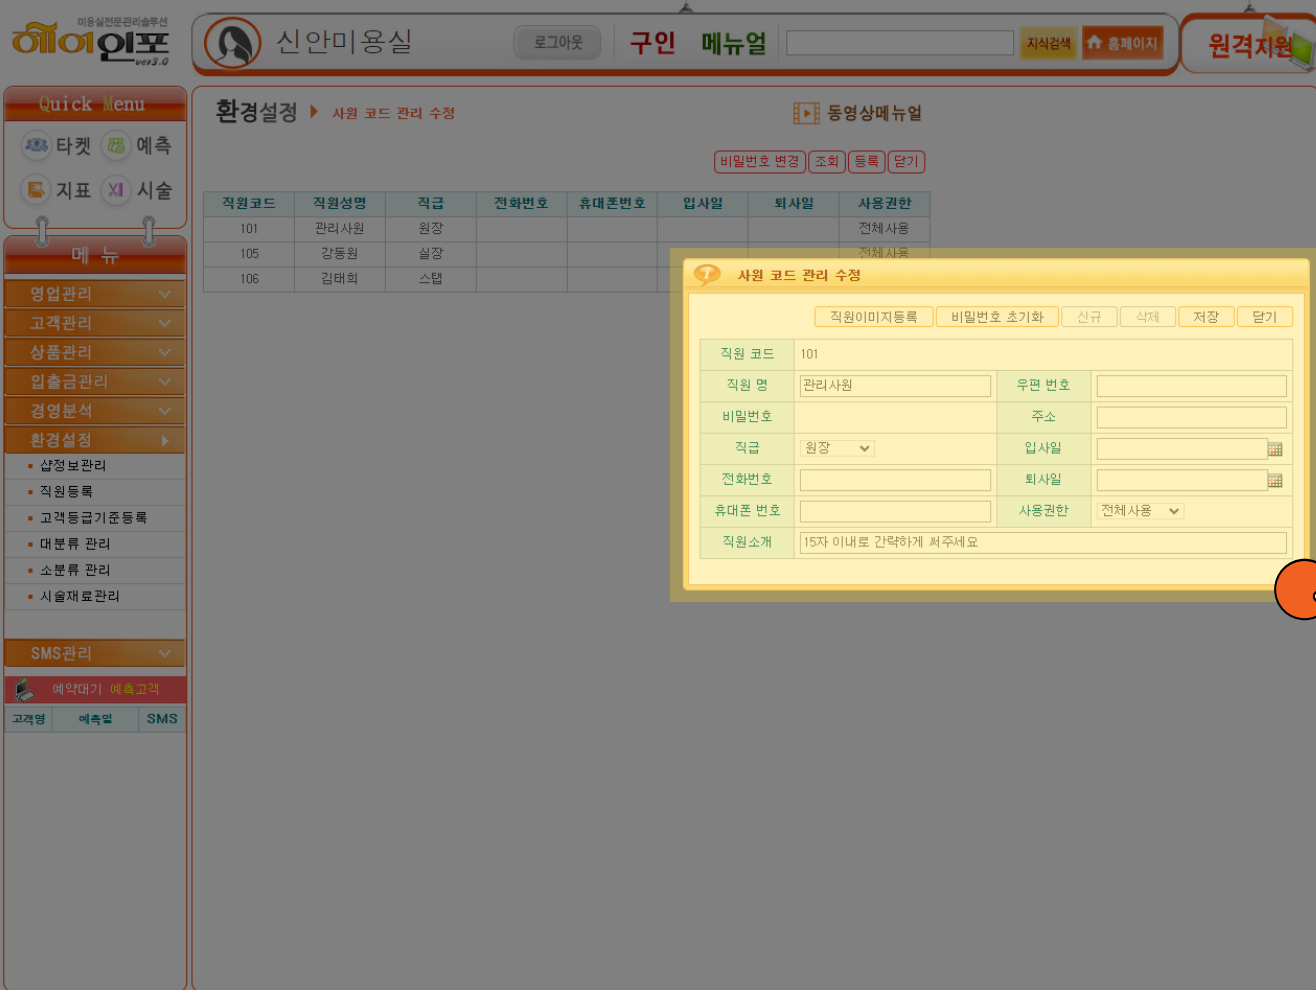 미용실전문관리솔루션
헤어인포
ver3.0
신안미용실
로그아웃
구인 메뉴얼
지식검색
홈페이지
원격지원
Quick Menu
타켓 예측
지표 시술
메 뉴
영업관리
고객관리
상품관리
입출금관리
경영분석
환경설정
샵정보관리
직원등록
고객등급기준등록
대분류 관리
소분류 관리
시술재료관리
SMS관리
예약대기 예측고객
고객명 예측일 SMS
환경설정 사원 코드 관리 수정
동영상메뉴얼
비밀번호 변경 조회 등록 닫기
직원코드 직원성명 직급 전화번호 휴대폰번호 입사일 퇴사일 사용권한
101 관리사원 원장 전체사용
105 강동원 실장 전체사용
106 김태희 스탭
사원 코드 관리 수정
직원이미지등록 비밀번호 초기화 신규 삭제 저장 닫기
직원 코드 101
직원 명 관리사원 우편 번호
비밀번호 주소
직급 원장 입사일
전화번호 퇴사일
휴대폰 번호 사용권한 전체사용
직원소개 15자 이내로 간략하게 써주세요